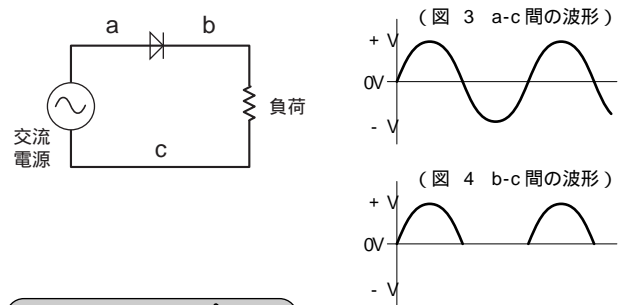 a
b
負荷
交流
電源
c
(図 3 a-c 間の波形)
+ V
0V
- V
(図 4 b-c 間の波形)
+ V
0V
- V